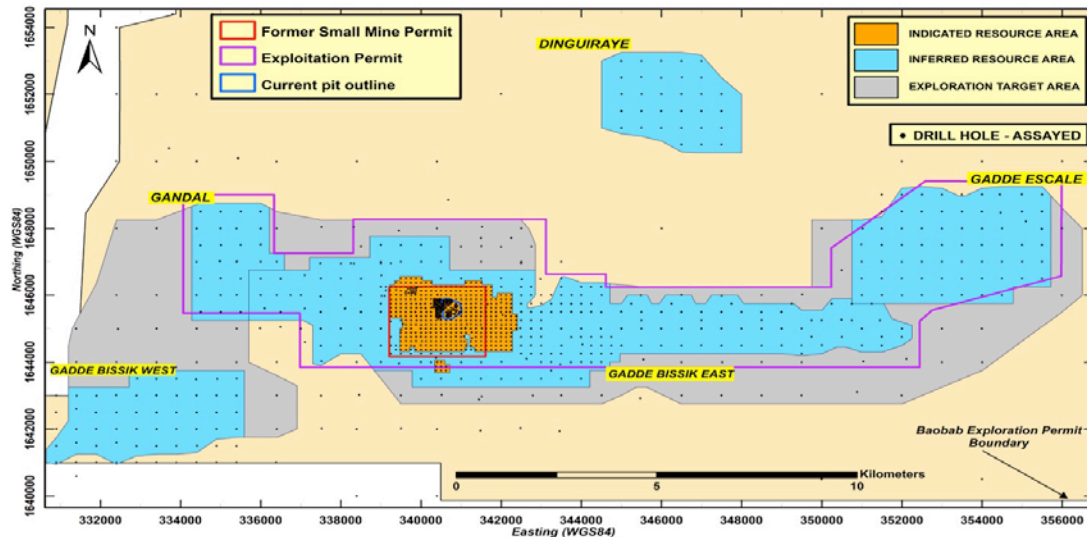 N
Former Small Mine Permit
Exploitation Permit
Current pit outline
DINGUIRAYE
INDICATED RESOURCE AREA
INFERRED RESOURCE AREA
EXPLORATION TARGET AREA
DRILL HOLE - ASSAYED
GANDAL
GADDE ESCALE
GADDE BISSIK WEST
GADDE BISSIK EAST
Baobab Exploration Permit
Boundary
Kilometers
0 5 10
Northing (WGS84)
1654000
1652000
1650000
1648000
1646000
1644000
1642000
1640000
332000 334000 336000 338000 340000 342000 344000 346000 348000 350000 352000 354000 356000
Easting (WGS84)